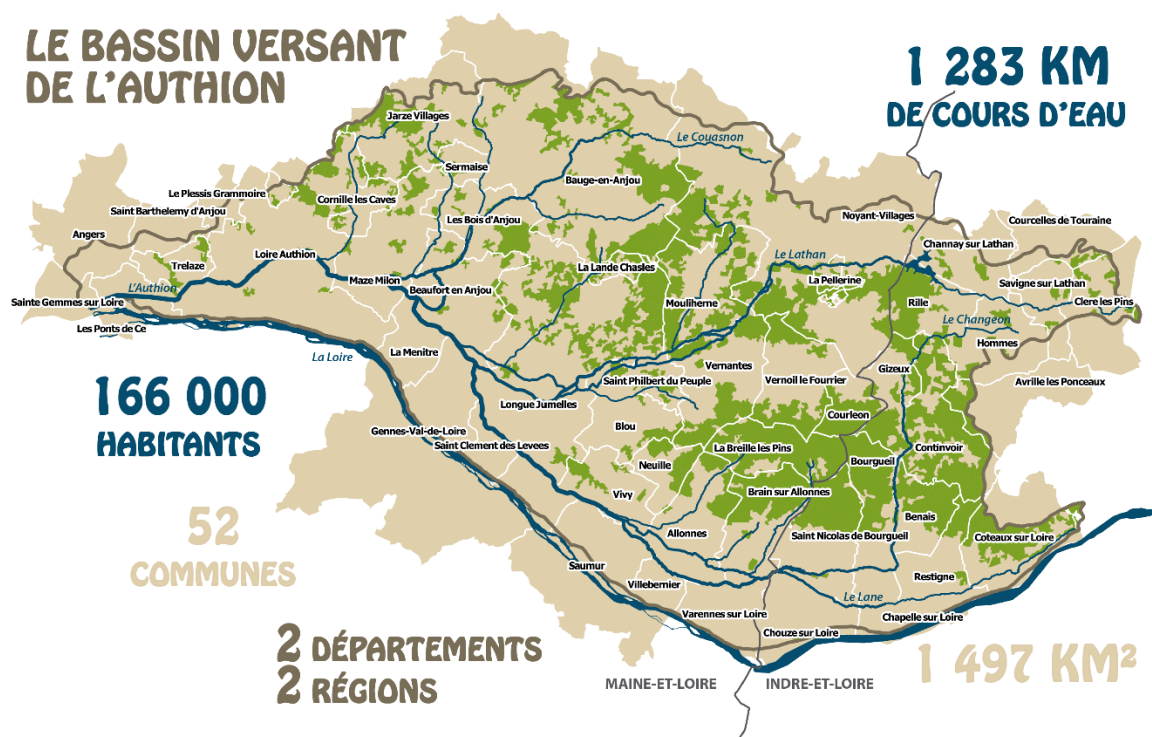 LE BASSIN VERSANT
DE L'AUTHION
1 283 KM
DE COURS D'EAU
Jarze Villages
Le Couasnon
Sermaise
Bauge-en-Anjou
Le Plessis Grammoire
Cornille les Caves
Saint Barthelemy d'Anjou
Les Bois d'Anjou
Noyant-Villages
Courcelles de Touraine
Angers
Channay sur Lathan
Loire Authion
Le Lathan
Trelaze
La Lande Chasles
Maze Milon
La Pellerine
Savigne sur Lathan
L'Authion
Beaufort en Anjou
Sainte Gemmes sur Loire
Mouliherne
Rille
Clere les Pins
Le Changeon
Les Ponts de Ce
Hommes
La Loire
La Menitre
Vernantes
Gizeux
Saint Philbert du Peuple
Vernoil le Fourrier
Avrille les Ponceaux
166 000
HABITANTS
Longue Jumelles
Courleon
Blou
Gennes-Val-de-Loire
Saint Clement des Levees
La Breille les Pins
Continvoir
Neuille
Bourgueil
Vivy
Brain sur Allonnes
52
COMMUNES
Benais
Allonnes
Saint Nicolas de Bourgueil
Coteaux sur Loire
Saumur
Restigne
Villebernier
Le Lane
Varennes sur Loire
Chapelle sur Loire
Chouze sur Loire
2 DÉPARTEMENTS
2 RÉGIONS
1 497 KM²
MAINE-ET-LOIRE
INDRE-ET-LOIRE